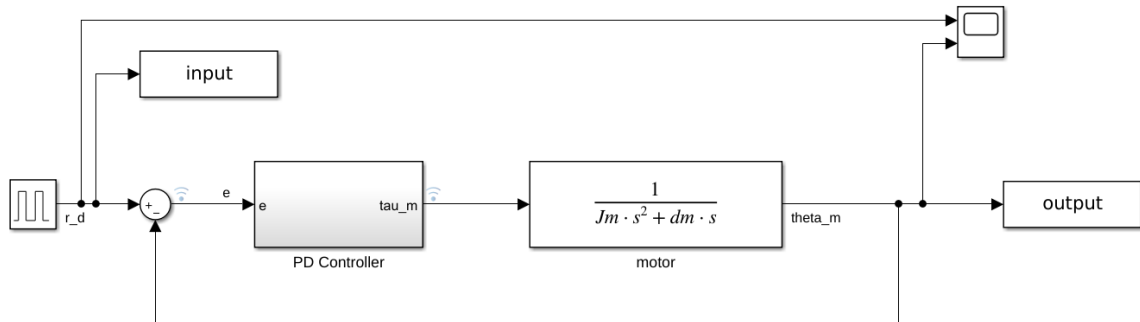 input
r_d
+
−
e
e
tau_m
PD Controller
1
Jm · s² + dm · s
motor
theta_m
output